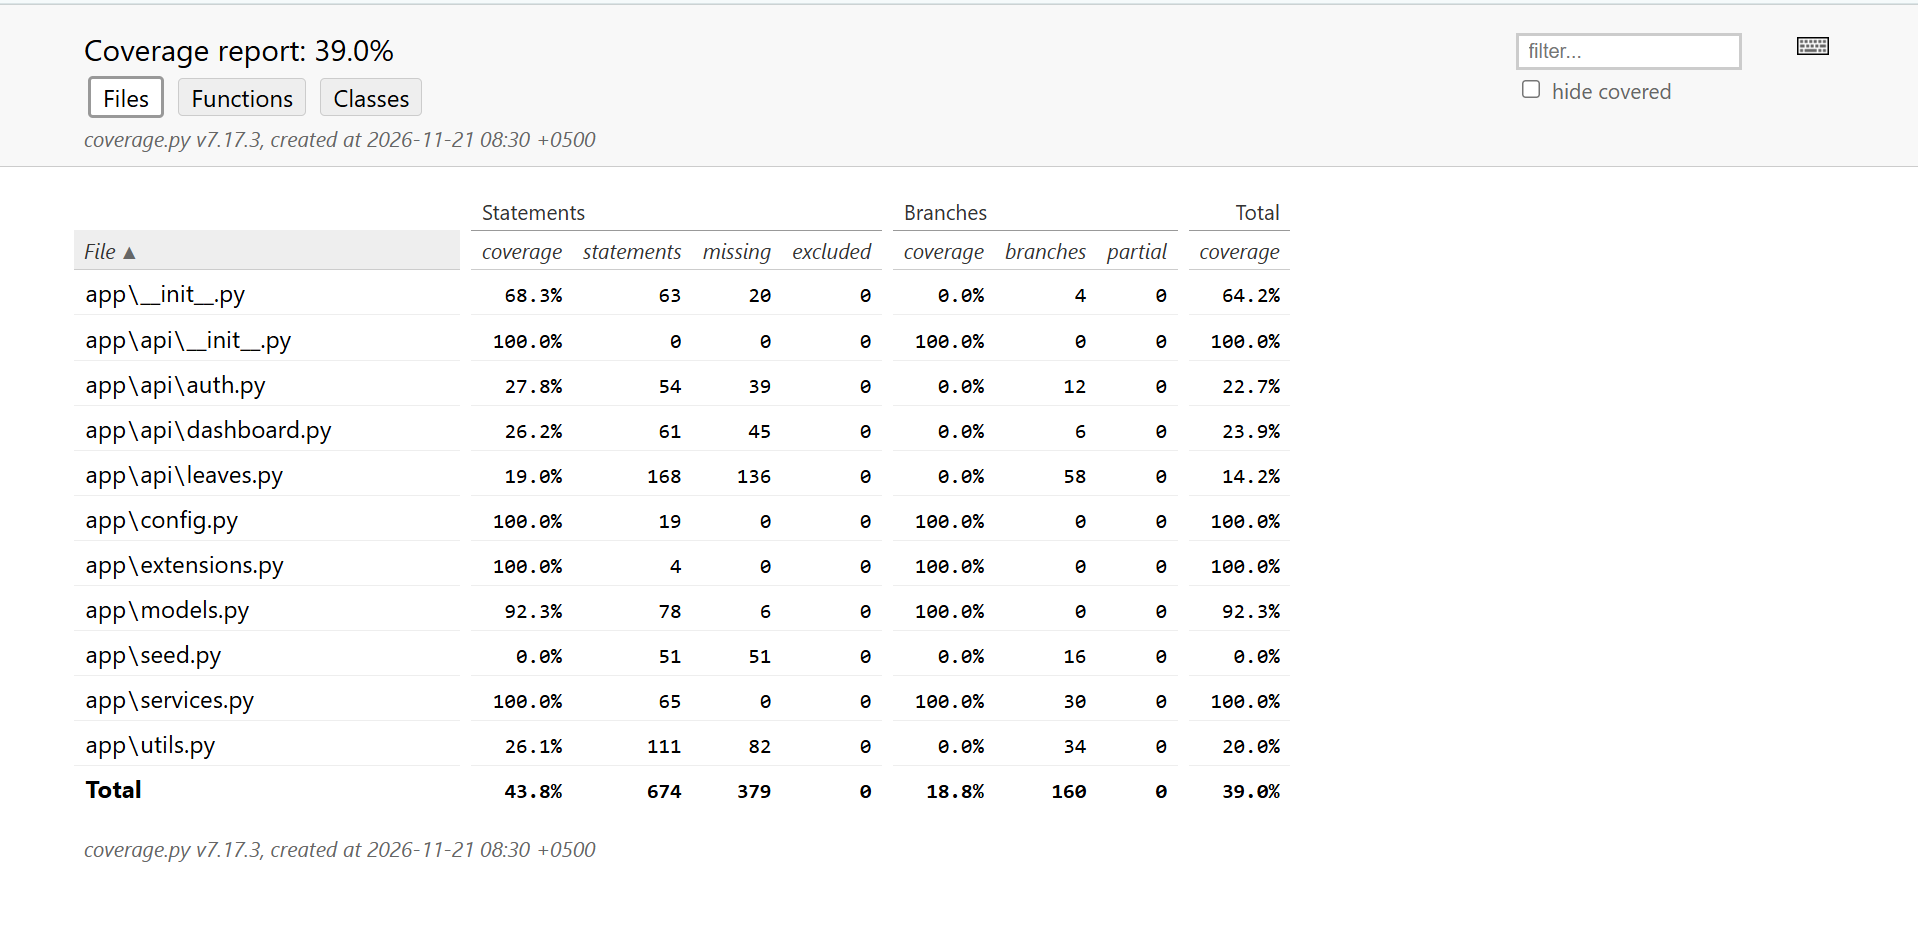 Coverage report: 39.0%
filter...
Files Functions Classes
hide covered
coverage.py v7.17.3, created at 2026-11-21 08:30 +0500
Statements Branches Total
File ▲ coverage statements missing excluded coverage branches partial coverage
app\__init__.py 68.3% 63 20 0 0.0% 4 0 64.2%
app\api\__init__.py 100.0% 0 0 0 100.0% 0 0 100.0%
app\api\auth.py 27.8% 54 39 0 0.0% 12 0 22.7%
app\api\dashboard.py 26.2% 61 45 0 0.0% 6 0 23.9%
app\api\leaves.py 19.0% 168 136 0 0.0% 58 0 14.2%
app\config.py 100.0% 19 0 0 100.0% 0 0 100.0%
app\extensions.py 100.0% 4 0 0 100.0% 0 0 100.0%
app\models.py 92.3% 78 6 0 100.0% 0 0 92.3%
app\seed.py 0.0% 51 51 0 0.0% 16 0 0.0%
app\services.py 100.0% 65 0 0 100.0% 30 0 100.0%
app\utils.py 26.1% 111 82 0 0.0% 34 0 20.0%
Total 43.8% 674 379 0 18.8% 160 0 39.0%
coverage.py v7.17.3, created at 2026-11-21 08:30 +0500